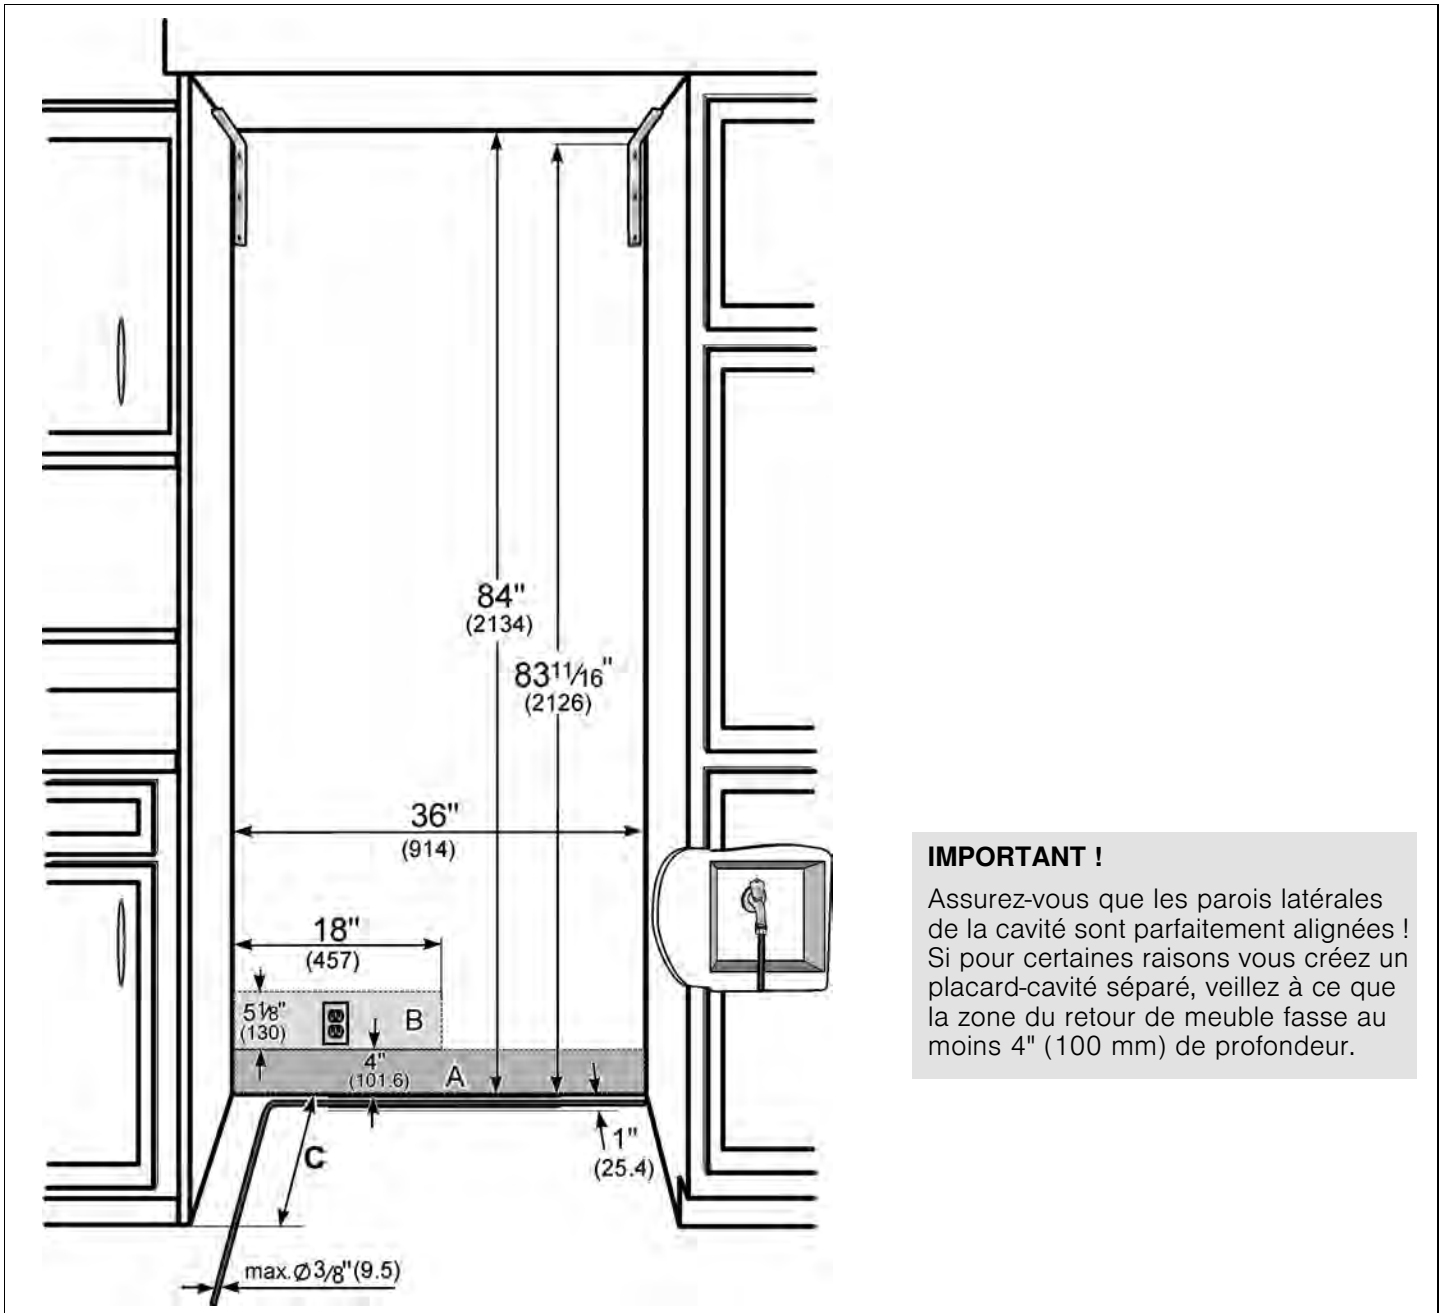 84"
(2134)
83 11/16"
(2126)
36"
(914)
18"
(457)
5 1/8"
(130)
B
4"
(101.6)
A
C
1"
(25.4)
max. Ø 3/8" (9.5)
IMPORTANT !
Assurez-vous que les parois latérales
de la cavité sont parfaitement alignées !
Si pour certaines raisons vous créez un
placard-cavité séparé, veillez à ce que
la zone du retour de meuble fasse au
moins 4" (100 mm) de profondeur.